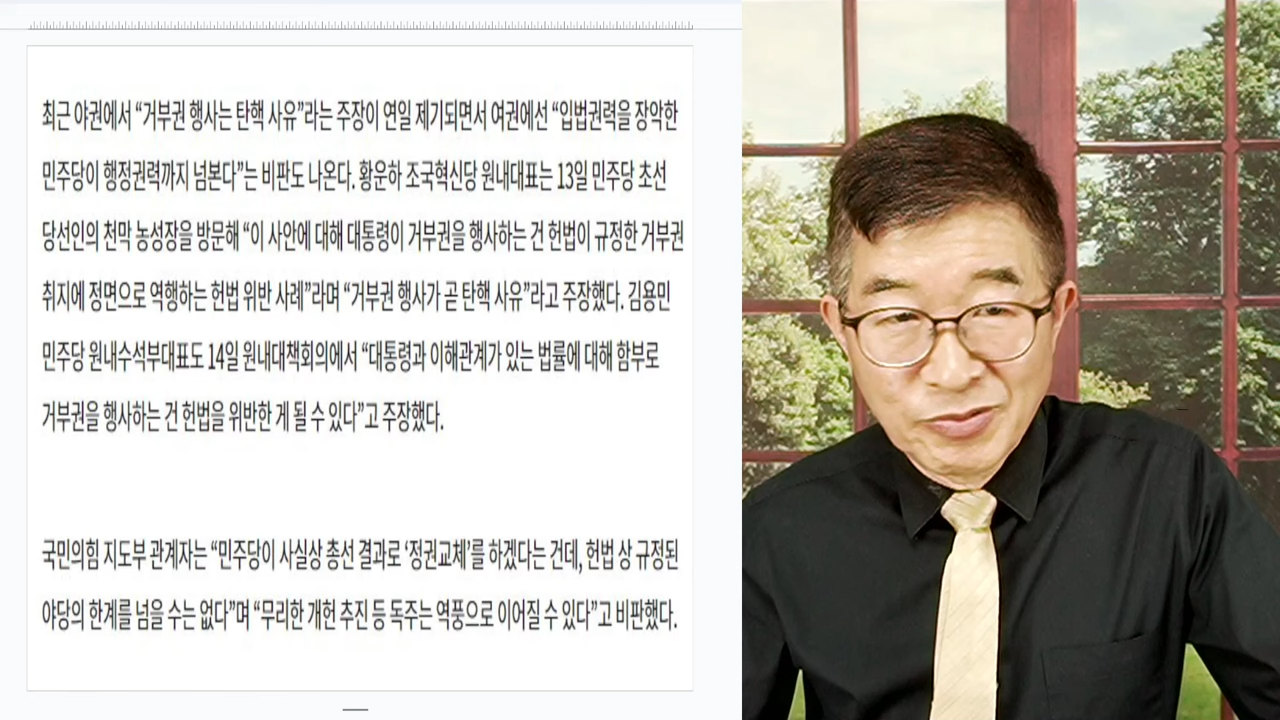 최근 야권에서 “거부권 행사는 탄핵 사유”라는 주장이 연일 제기되면서 여권에선 “입법권력을 장악한
민주당이 행정권력까지 넘본다”는 비판도 나온다. 황운하 조국혁신당 원내대표는 13일 민주당 초선
당선인의 천막 농성장을 방문해 “이 사안에 대해 대통령이 거부권을 행사하는 건 헌법이 규정한 거부권
취지에 정면으로 역행하는 헌법 위반 사례”라며 “거부권 행사가 곧 탄핵 사유”라고 주장했다. 김용민
민주당 원내수석부대표도 14일 원내대책회의에서 “대통령과 이해관계가 있는 법률에 대해 함부로
거부권을 행사하는 건 헌법을 위반한 게 될 수 있다”고 주장했다.
국민의힘 지도부 관계자는 “민주당이 사실상 총선 결과로 ‘정권교체’를 하겠다는 건데, 헌법 상 규정된
야당의 한계를 넘을 수는 없다”며 “무리한 개헌 추진 등 독주는 역풍으로 이어질 수 있다”고 비판했다.